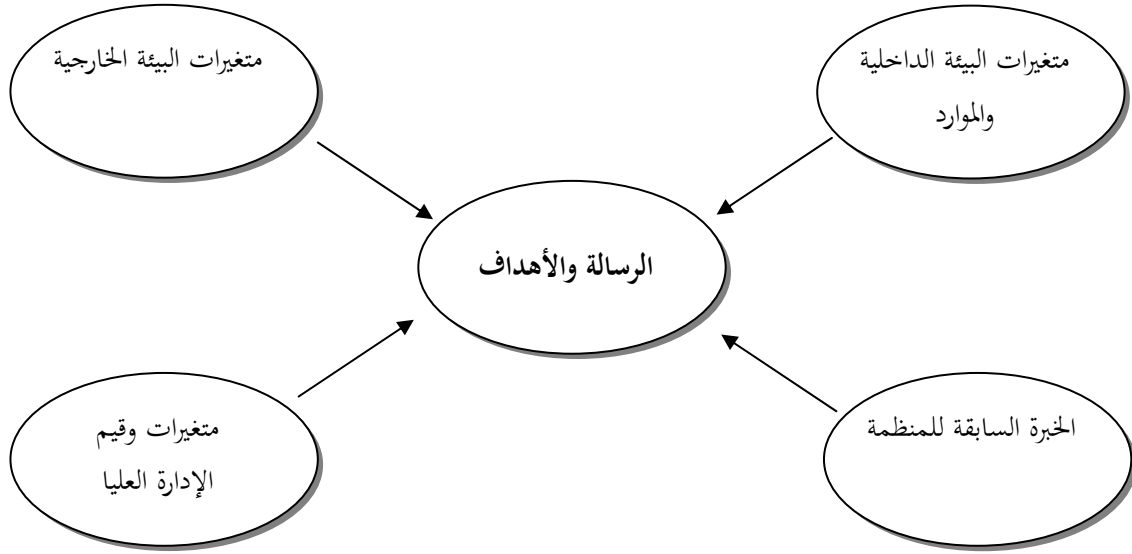 متغيرات البيئة الداخلية
والموارد
متغيرات البيئة الخارجية
الرسالة والأهداف
الخبرة السابقة للمنظمة
متغيرات وقيم
الإدارة العليا